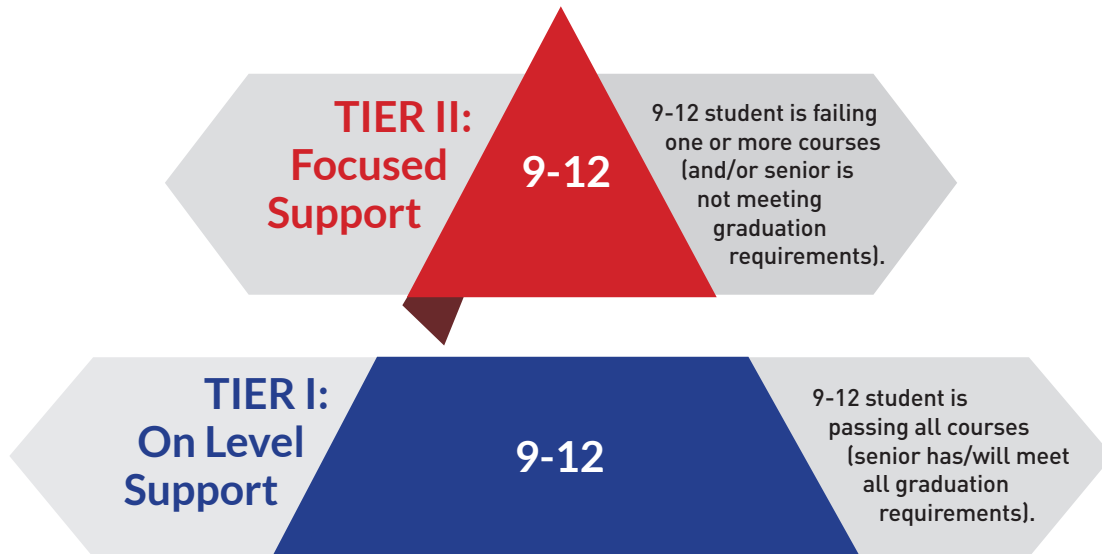 TIER II:
Focused
Support
9-12
9-12 student is failing
one or more courses
(and/or senior is
not meeting
graduation
requirements).
TIER I:
On Level
Support
9-12
9-12 student is
passing all courses
(senior has/will meet
all graduation
requirements).